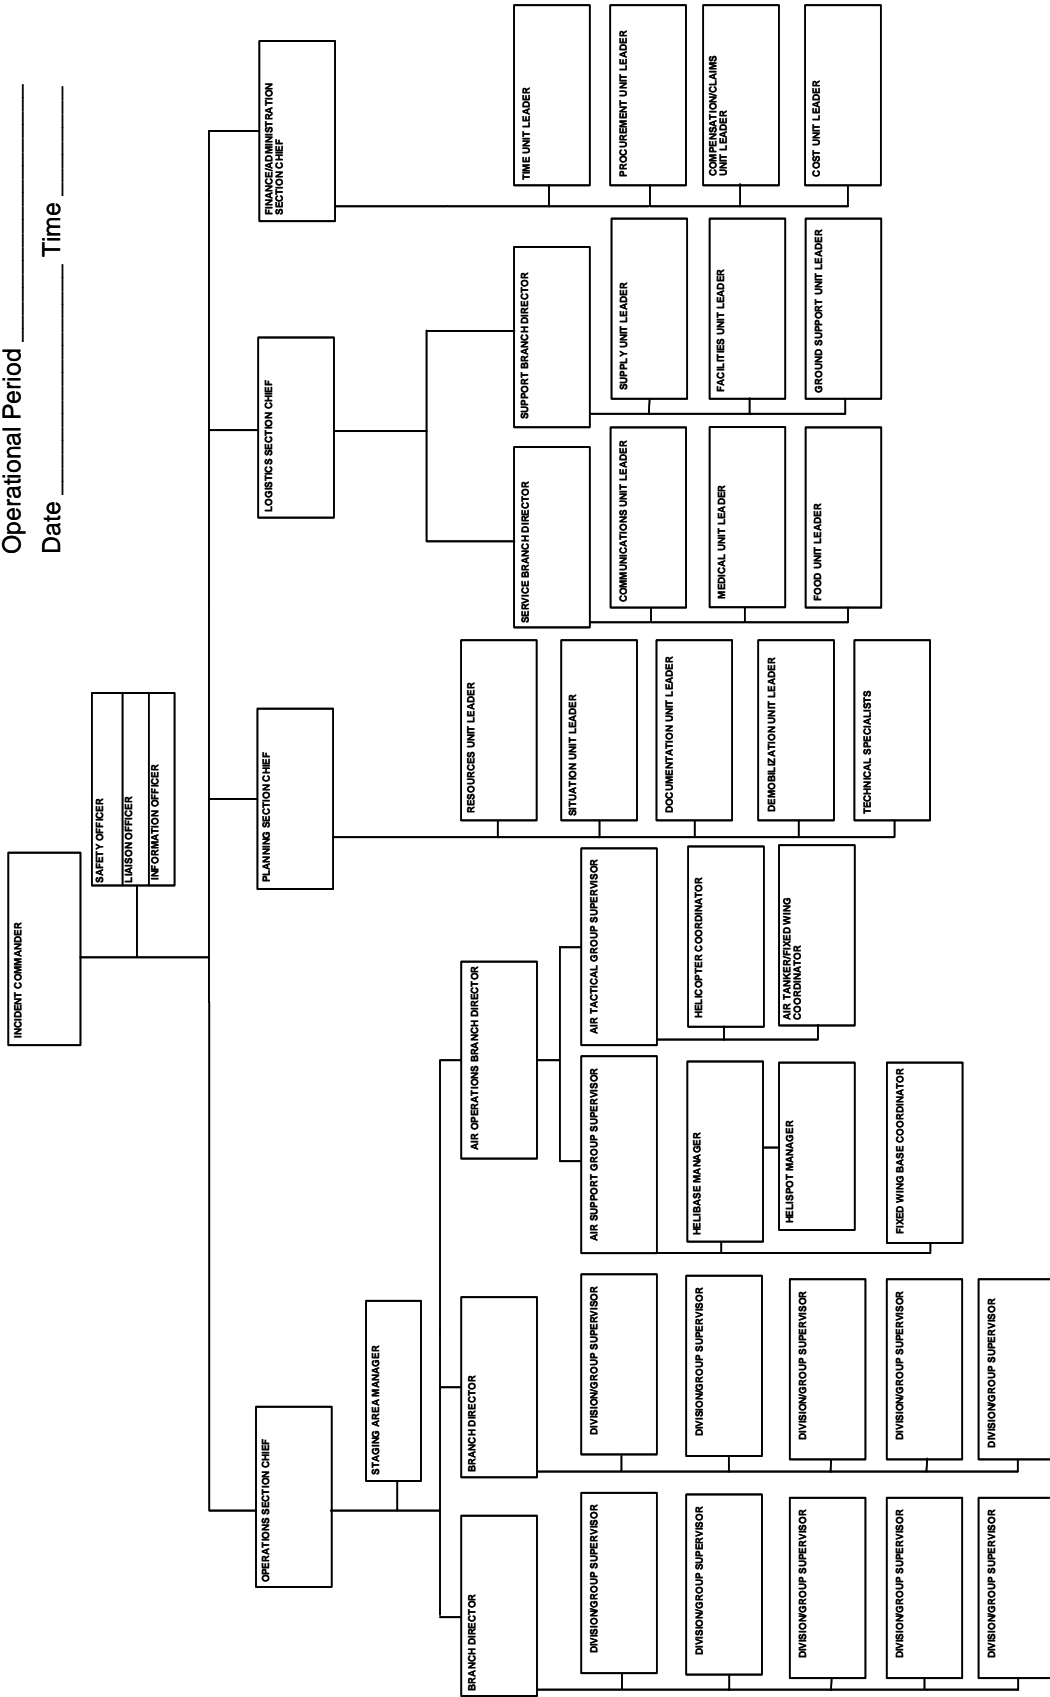 Operational Period ____________________
Date ______________ Time __________
INCIDENT COMMANDER
SAFETY OFFICER
LIAISON OFFICER
INFORMATION OFFICER
OPERATIONS SECTION CHIEF
PLANNING SECTION CHIEF
LOGISTICS SECTION CHIEF
FINANCE/ADMINISTRATION
SECTION CHIEF
STAGING AREA MANAGER
BRANCH DIRECTOR
BRANCH DIRECTOR
AIR OPERATIONS BRANCH DIRECTOR
DIVISION/GROUP SUPERVISOR
DIVISION/GROUP SUPERVISOR
DIVISION/GROUP SUPERVISOR
DIVISION/GROUP SUPERVISOR
DIVISION/GROUP SUPERVISOR
DIVISION/GROUP SUPERVISOR
DIVISION/GROUP SUPERVISOR
DIVISION/GROUP SUPERVISOR
DIVISION/GROUP SUPERVISOR
DIVISION/GROUP SUPERVISOR
AIR SUPPORT GROUP SUPERVISOR
HELIBASE MANAGER
HELISPOT MANAGER
FIXED WING BASE COORDINATOR
AIR TACTICAL GROUP SUPERVISOR
HELICOPTER COORDINATOR
AIR TANKER/FIXED WING
COORDINATOR
RESOURCES UNIT LEADER
SITUATION UNIT LEADER
DOCUMENTATION UNIT LEADER
DEMOBILIZATION UNIT LEADER
TECHNICAL SPECIALISTS
SERVICE BRANCH DIRECTOR
COMMUNICATIONS UNIT LEADER
MEDICAL UNIT LEADER
FOOD UNIT LEADER
SUPPORT BRANCH DIRECTOR
SUPPLY UNIT LEADER
FACILITIES UNIT LEADER
GROUND SUPPORT UNIT LEADER
TIME UNIT LEADER
PROCUREMENT UNIT LEADER
COMPENSATION/CLAIMS
UNIT LEADER
COST UNIT LEADER